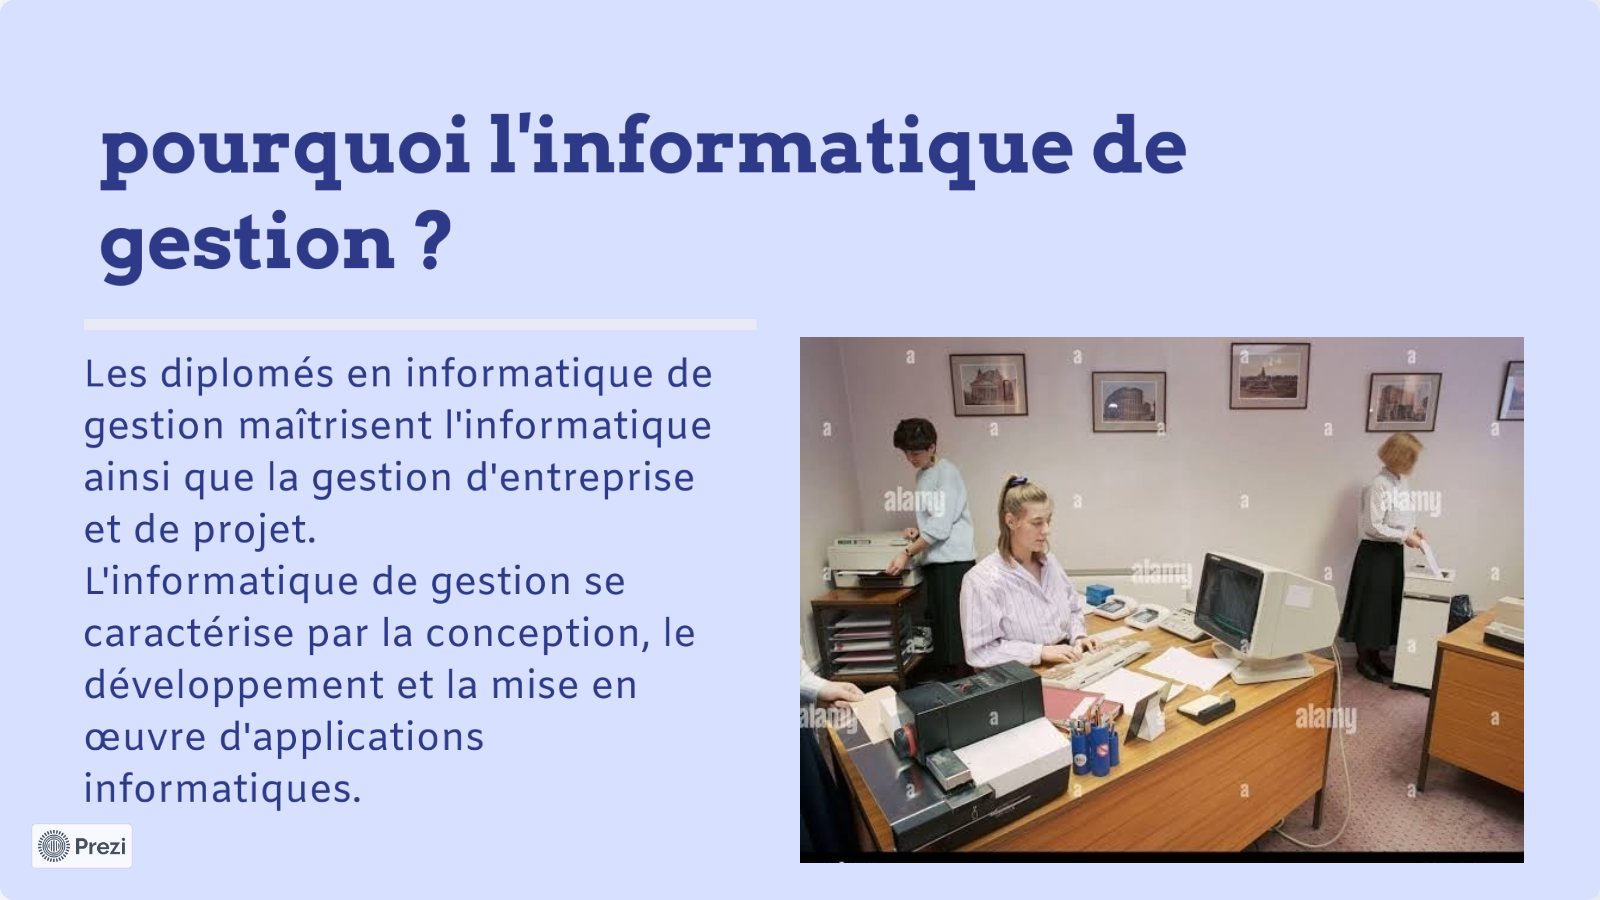 pourquoi l'informatique de
gestion ?
Les diplomés en informatique de
gestion maîtrisent l'informatique
ainsi que la gestion d'entreprise
et de projet.
L'informatique de gestion se
caractérise par la conception, le
développement et la mise en
œuvre d'applications
informatiques.
a a a a
a a a a a
alamy a a alamy
a alamy a a
a a a a
alamy a a alamy a
a a a a
Prezi